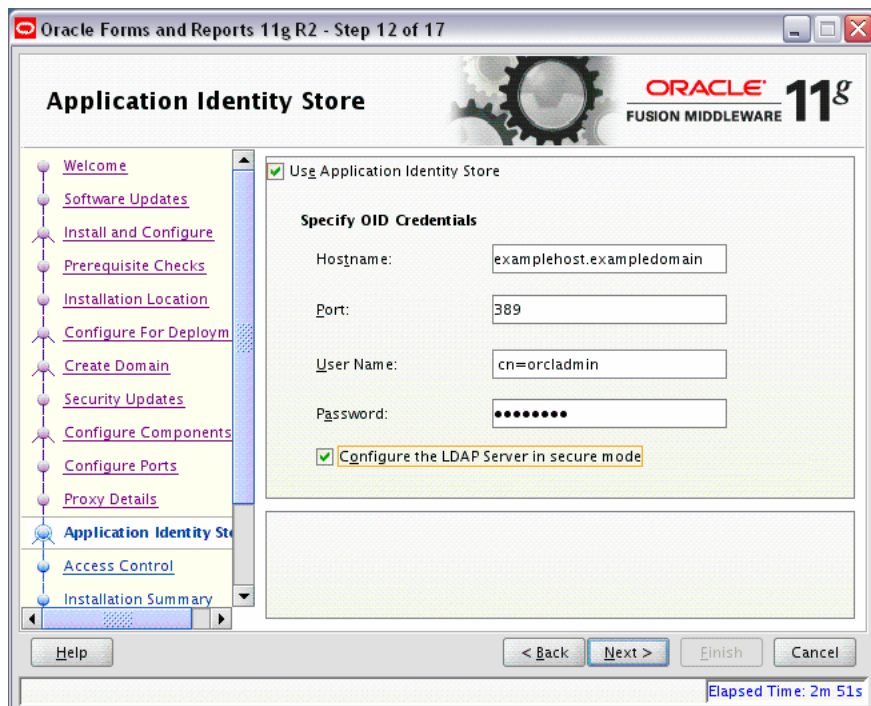 Oracle Forms and Reports 11g R2 - Step 12 of 17
Application Identity Store
ORACLE
FUSION MIDDLEWARE 11g
Welcome
Software Updates
Install and Configure
Prerequisite Checks
Installation Location
Configure For Deploym
Create Domain
Security Updates
Configure Components
Configure Ports
Proxy Details
Application Identity Sto
Access Control
Installation Summary
Use Application Identity Store
Specify OID Credentials
Hostname: examplehost.exampledomain
Port: 389
User Name: cn=orcladmin
Password: ••••••••
Configure the LDAP Server in secure mode
Help < Back Next > Finish Cancel
Elapsed Time: 2m 51s